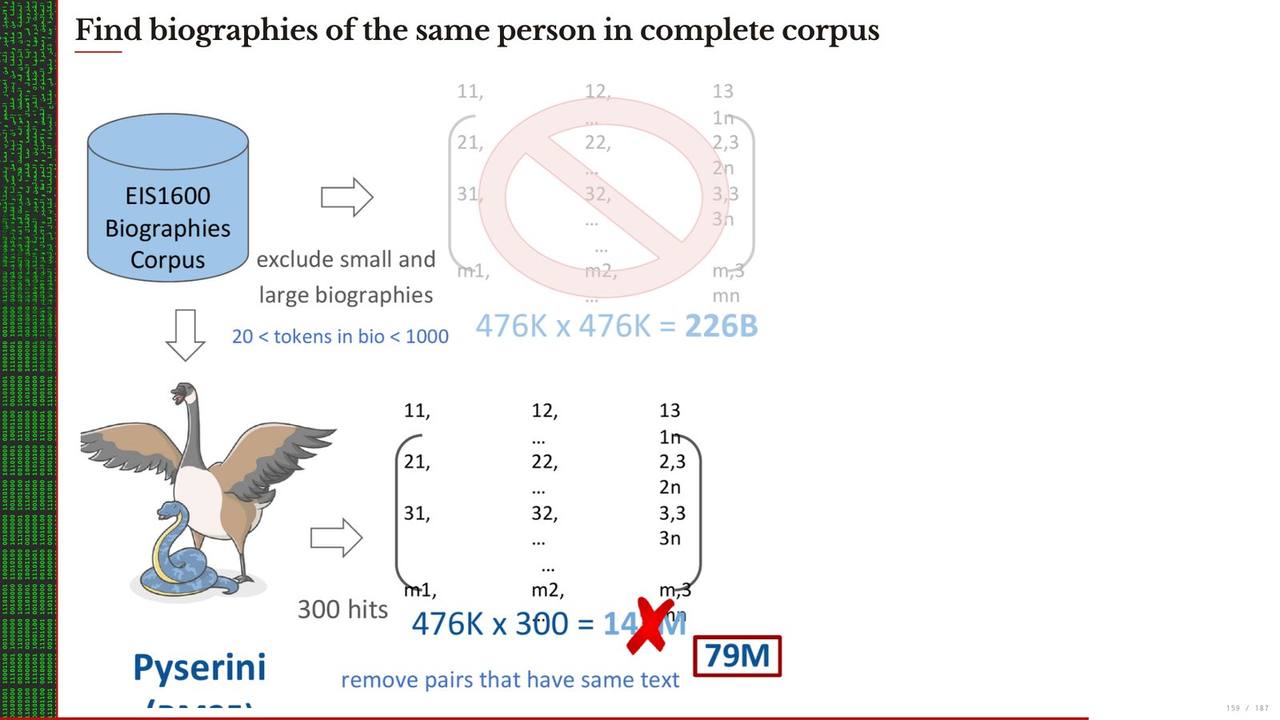 Find biographies of the same person in complete corpus
EIS1600
Biographies
Corpus
exclude small and
large biographies
20 < tokens in bio < 1000
11, 12, 13
… 1n
21, 22, 2,3
… 2n
31, 32, 3,3
… 3n
…
m1, m2, m,3
… mn
476K x 476K = 226B
11, 12, 13
… 1n
21, 22, 2,3
… 2n
31, 32, 3,3
… 3n
…
m1, m2, m,3
… mn
300 hits
476K x 300 =
79M
remove pairs that have same text
Pyserini
159 / 187